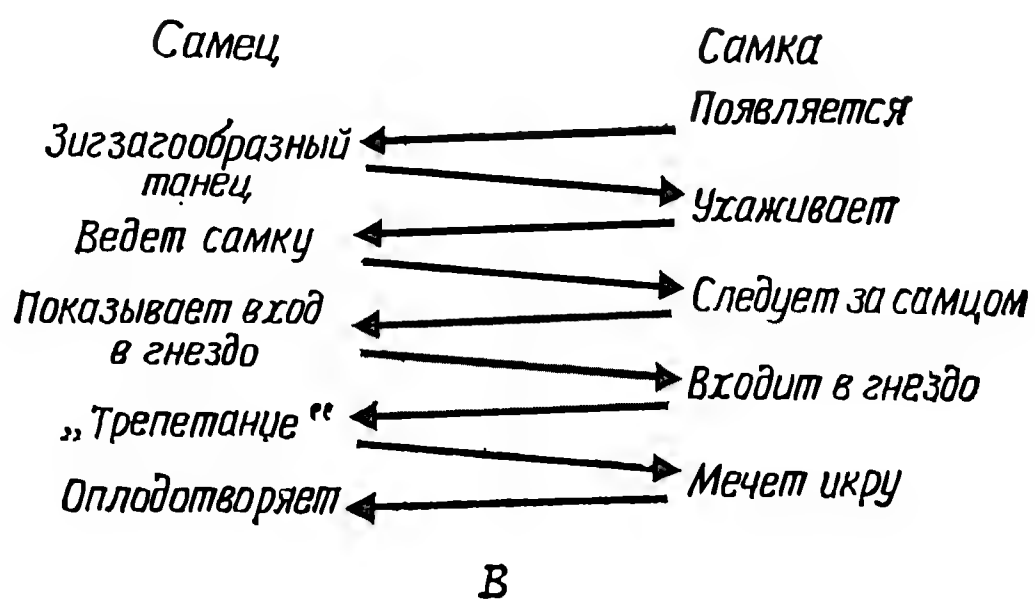 Самец
Самка
Появляется
Зигзагообразный
танец
Ухаживает
Ведет самку
Следует за самцом
Показывает вход
в гнездо
Входит в гнездо
„Трепетание“
Мечет икру
Оплодотворяет
В